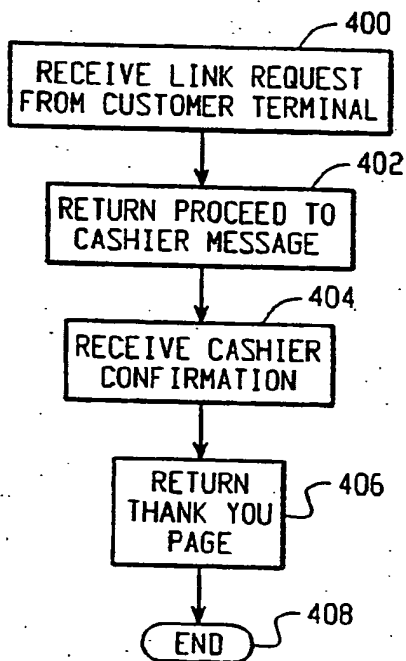 400
RECEIVE LINK REQUEST
FROM CUSTOMER TERMINAL
402
RETURN PROCEED TO
CASHIER MESSAGE
404
RECEIVE CASHIER
CONFIRMATION
RETURN
THANK YOU
PAGE
406
END
408